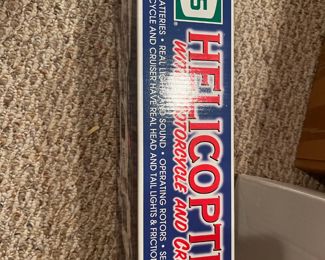 S
HELICOPT
WITH MOTORCYCLE AND CR
ATTERIES • REAL LIGHTS AND SOUND • OPERATING ROTORS • SE
CYCLE AND CRUISER HAVE REAL HEAD AND TAIL LIGHTS & FRICTIO